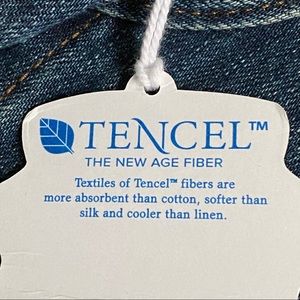 TENCEL™
THE NEW AGE FIBER
Textiles of Tencel™ fibers are
more absorbent than cotton, softer than
silk and cooler than linen.